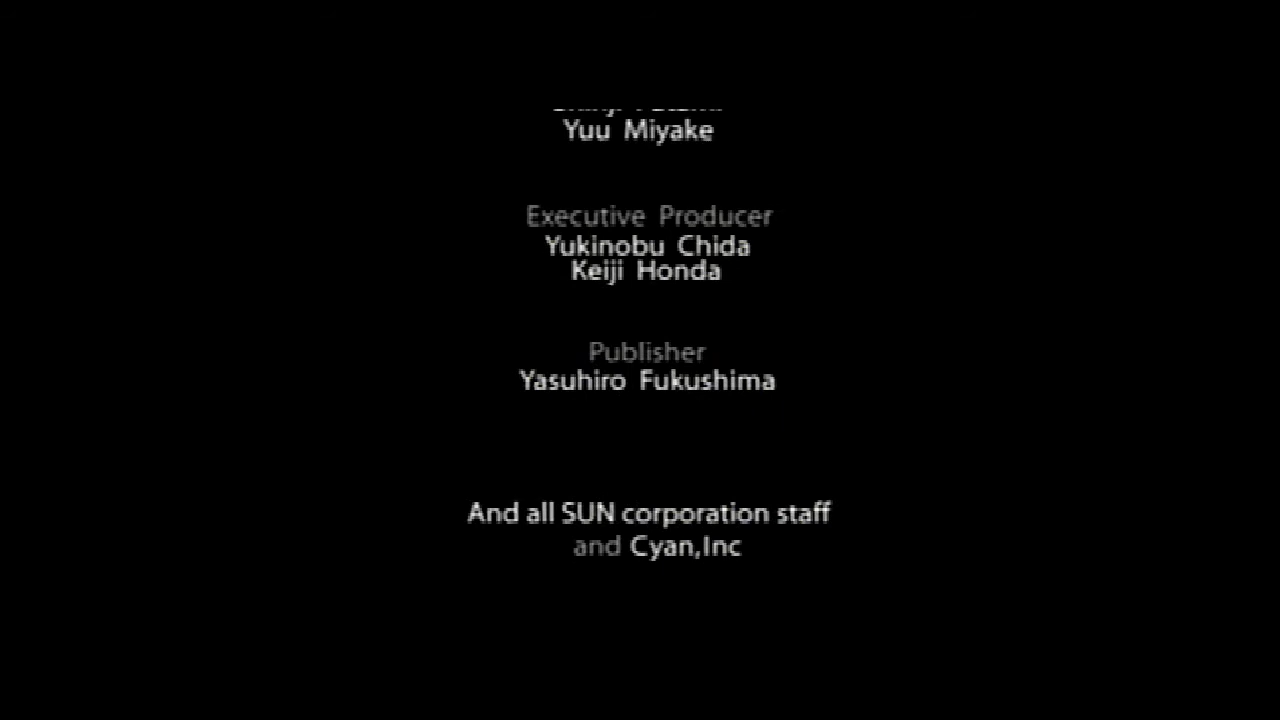 Yuu Miyake
Executive Producer
Yukinobu Chida
Keiji Honda
Publisher
Yasuhiro Fukushima
And all SUN corporation staff
and Cyan,Inc